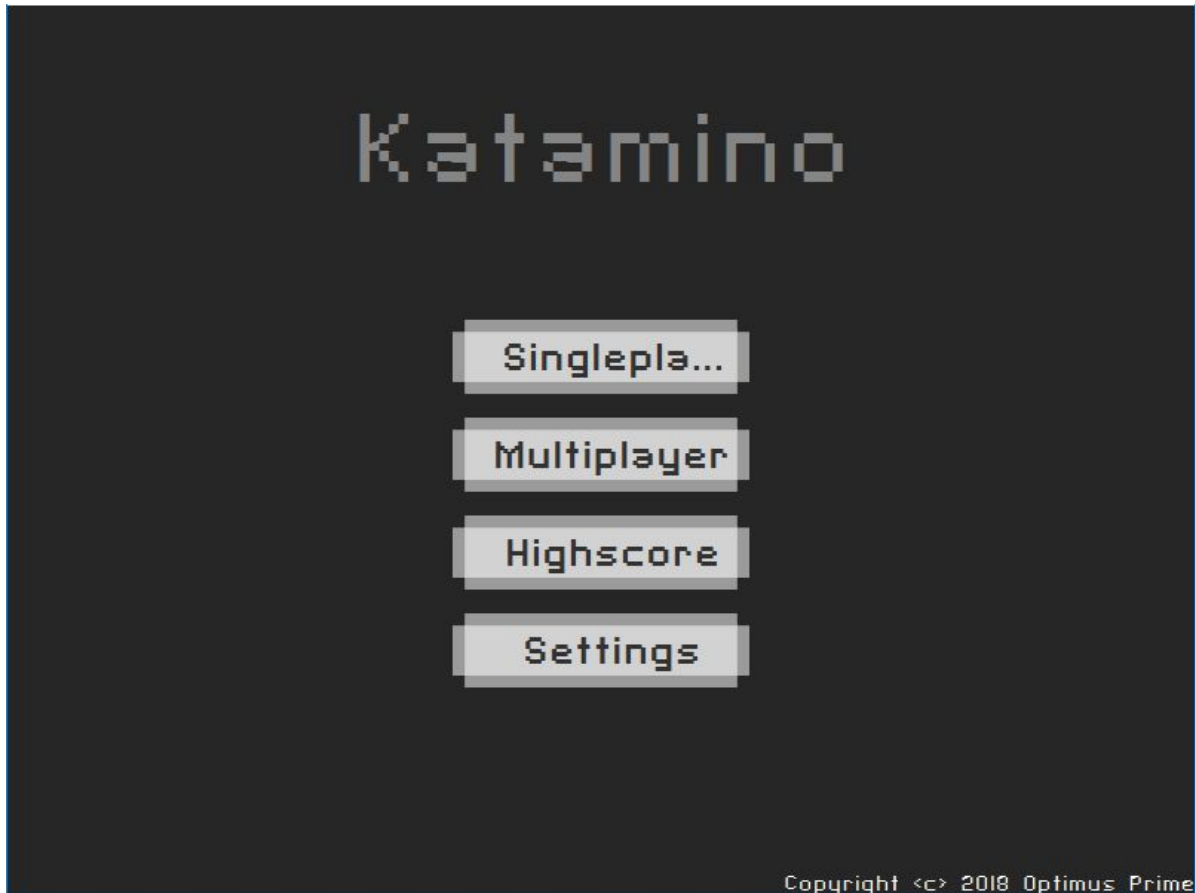 Katamino
Singlepla...
Multiplayer
Highscore
Settings
Copyright <c> 2018 Optimus Prime